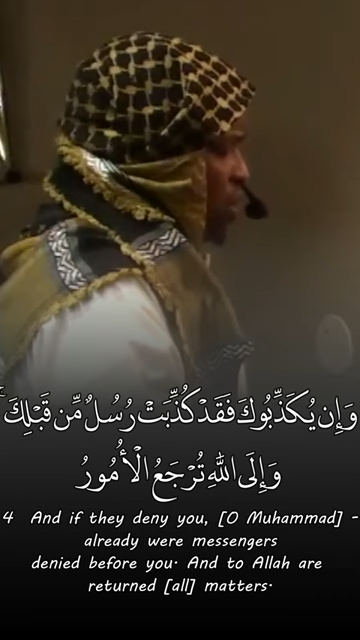 وَإِن يُكَذِّبُوكَ فَقَدْ كُذِّبَتْ رُسُلٌ مِّن قَبْلِكَ ۚ
وَإِلَى اللَّهِ تُرْجَعُ الْأُمُورُ
4 And if they deny you, [O Muhammad] -
already were messengers
denied before you. And to Allah are
returned [all] matters.